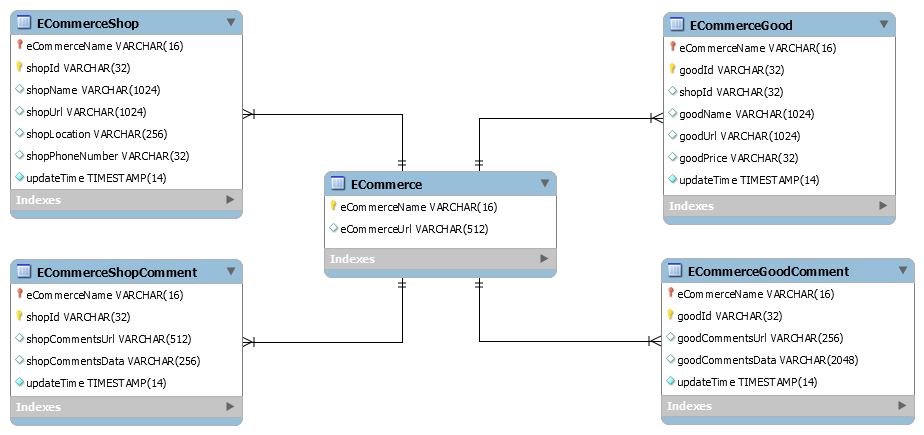 ECommerceShop
eCommerceName VARCHAR(16)
shopId VARCHAR(32)
shopName VARCHAR(1024)
shopUrl VARCHAR(1024)
shopLocation VARCHAR(256)
shopPhoneNumber VARCHAR(32)
updateTime TIMESTAMP(14)
Indexes
ECommerceGood
eCommerceName VARCHAR(16)
goodId VARCHAR(32)
shopId VARCHAR(32)
goodName VARCHAR(1024)
goodUrl VARCHAR(1024)
goodPrice VARCHAR(32)
updateTime TIMESTAMP(14)
Indexes
ECommerce
eCommerceName VARCHAR(16)
eCommerceUrl VARCHAR(512)
Indexes
ECommerceShopComment
eCommerceName VARCHAR(16)
shopId VARCHAR(32)
shopCommentsUrl VARCHAR(512)
shopCommentsData VARCHAR(256)
updateTime TIMESTAMP(14)
Indexes
ECommerceGoodComment
eCommerceName VARCHAR(16)
goodId VARCHAR(32)
goodCommentsUrl VARCHAR(256)
goodCommentsData VARCHAR(2048)
updateTime TIMESTAMP(14)
Indexes